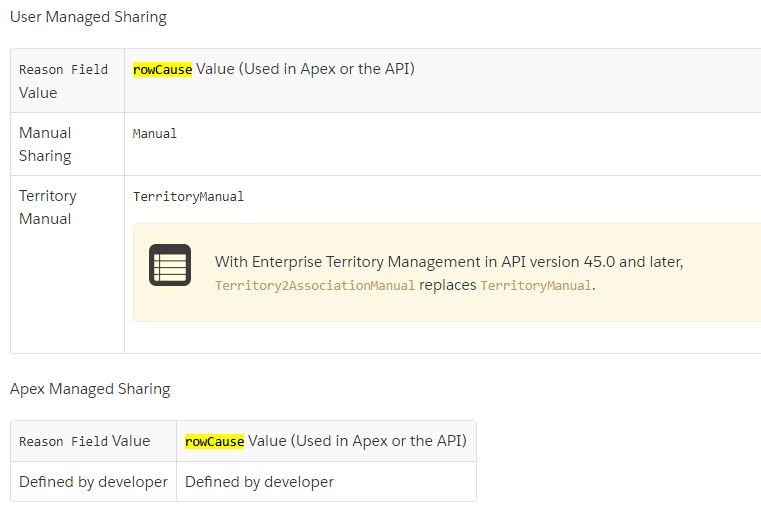 User Managed Sharing
Reason Field
Value
rowCause Value (Used in Apex or the API)
Manual
Sharing
Manual
Territory
Manual
TerritoryManual
With Enterprise Territory Management in API version 45.0 and later,
Territory2AssociationManual replaces TerritoryManual.
Apex Managed Sharing
Reason Field Value
rowCause Value (Used in Apex or the API)
Defined by developer
Defined by developer